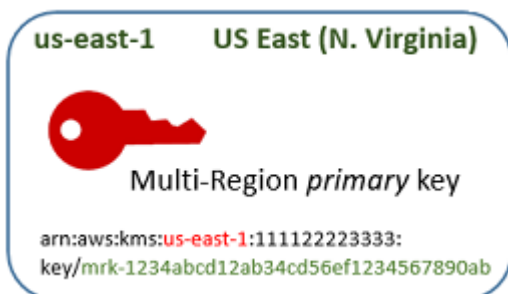 us-east-1 US East (N. Virginia)
Multi-Region primary key
arn:aws:kms:us-east-1:111122223333:
key/mrk-1234abcd12ab34cd56ef1234567890ab